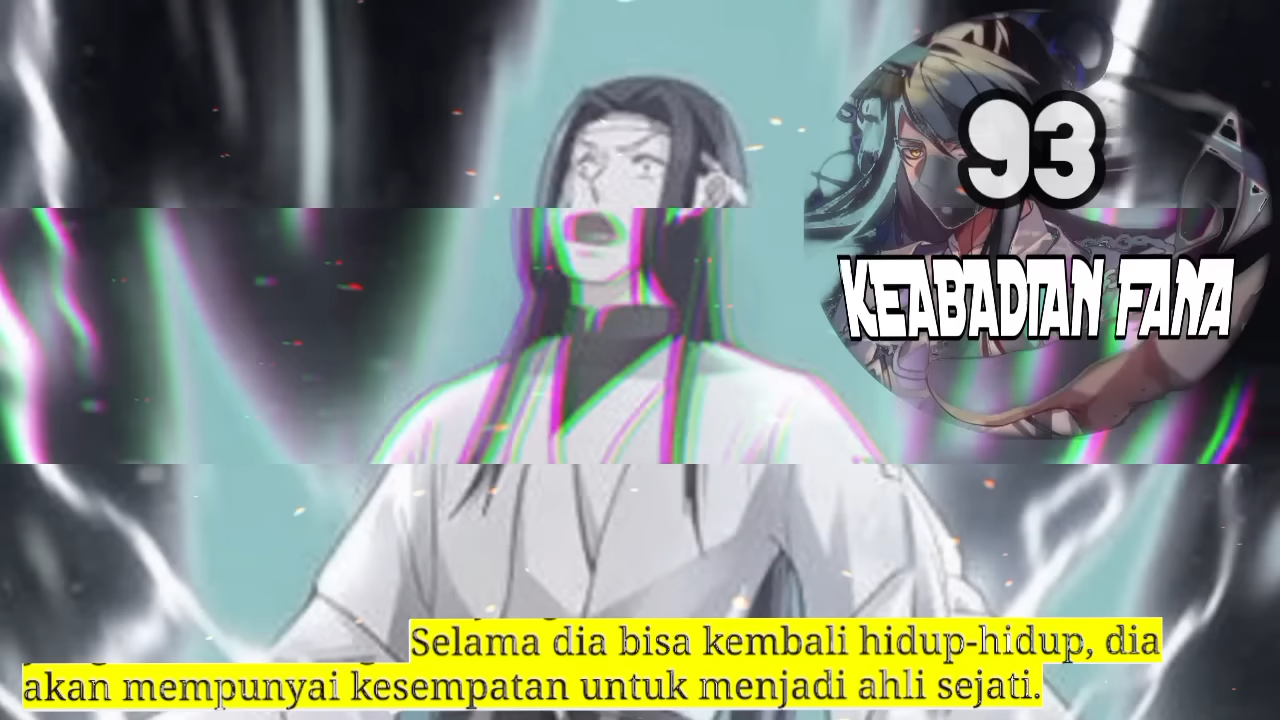 93
KEABADIAN FANA
Selama dia bisa kembali hidup-hidup, dia
akan mempunyai kesempatan untuk menjadi ahli sejati.